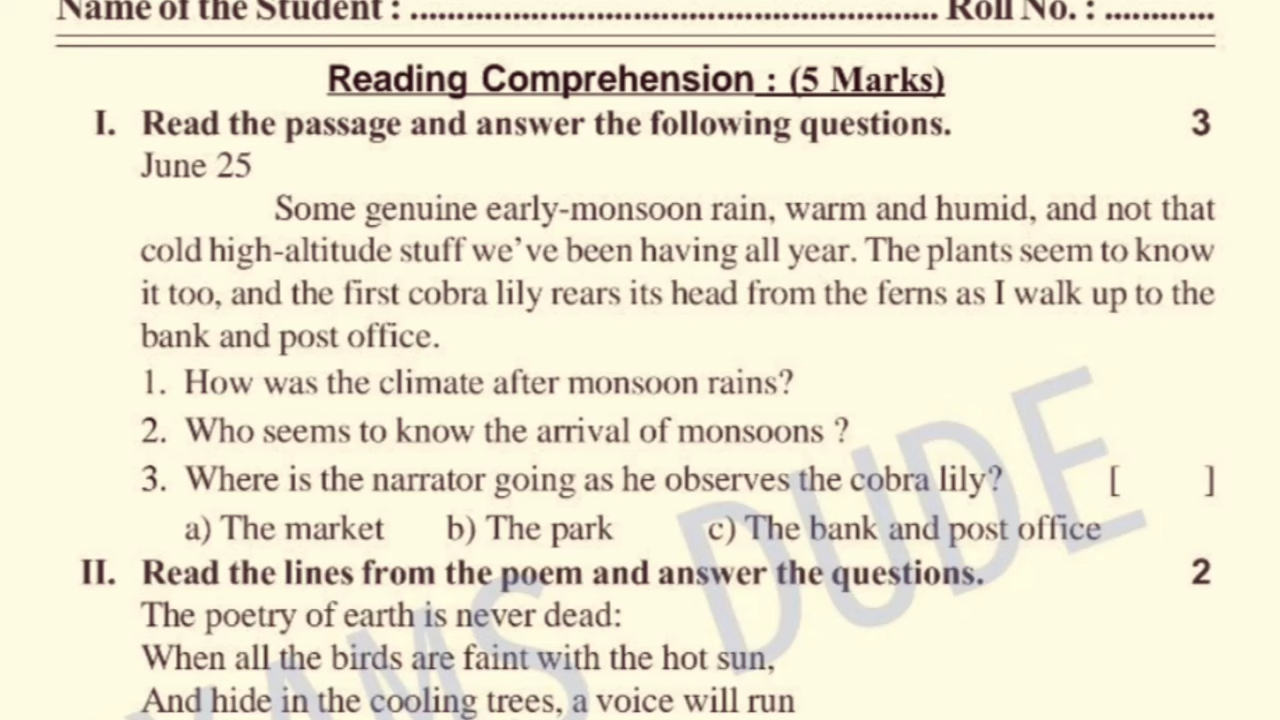 Name of the Student : ........................................................ Roll No. : ............
Reading Comprehension : (5 Marks)
I. Read the passage and answer the following questions. 3
June 25
Some genuine early-monsoon rain, warm and humid, and not that
cold high-altitude stuff we've been having all year. The plants seem to know
it too, and the first cobra lily rears its head from the ferns as I walk up to the
bank and post office.
1. How was the climate after monsoon rains?
2. Who seems to know the arrival of monsoons ?
3. Where is the narrator going as he observes the cobra lily? [ ]
a) The market b) The park c) The bank and post office
II. Read the lines from the poem and answer the questions. 2
The poetry of earth is never dead:
When all the birds are faint with the hot sun,
And hide in the cooling trees, a voice will run
DUDE